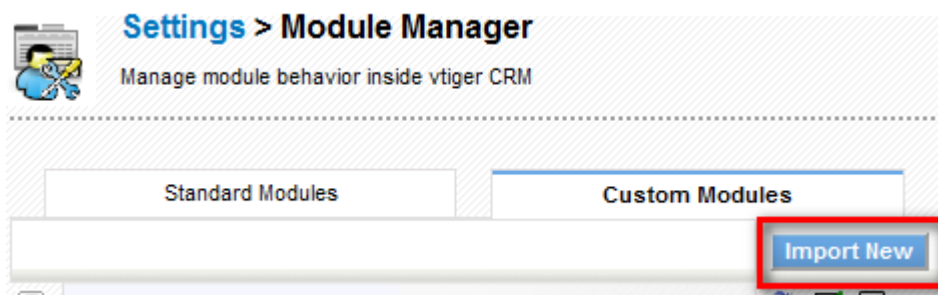 Settings > Module Manager
Manage module behavior inside vtiger CRM
Standard Modules
Custom Modules
Import New